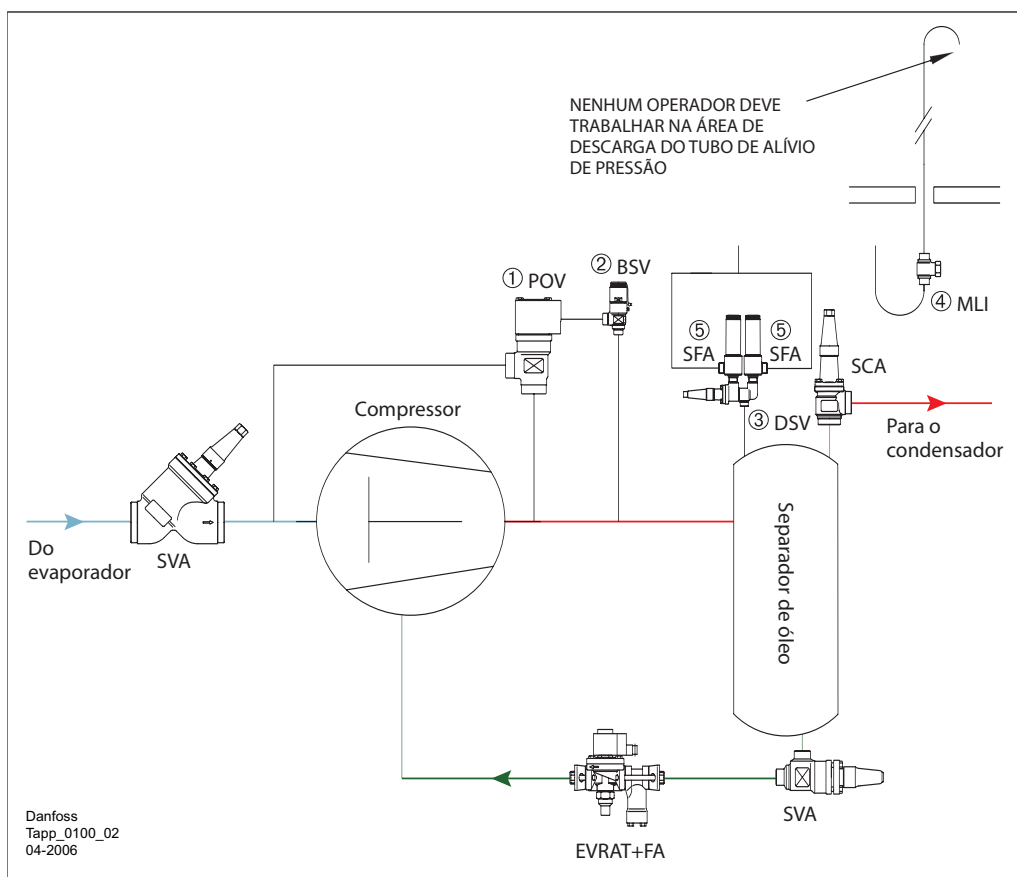 NENHUM OPERADOR DEVE
TRABALHAR NA ÁREA DE
DESCARGA DO TUBO DE ALÍVIO
DE PRESSÃO
① POV
② BSV
④ MLI
⑤
SFA
⑤
SFA
SCA
③ DSV
Compressor
Para o
condensador
Do
evaporador
SVA
Separador de óleo
SVA
EVRAT+FA
Danfoss
Tapp_0100_02
04-2006